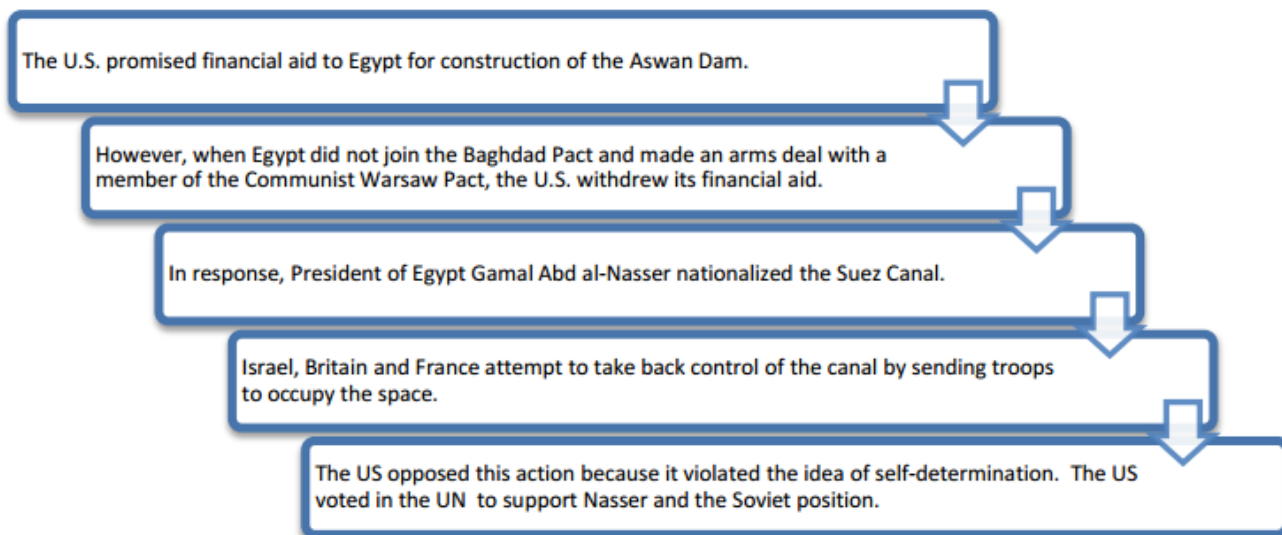 The U.S. promised financial aid to Egypt for construction of the Aswan Dam.
However, when Egypt did not join the Baghdad Pact and made an arms deal with a
member of the Communist Warsaw Pact, the U.S. withdrew its financial aid.
In response, President of Egypt Gamal Abd al-Nasser nationalized the Suez Canal.
Israel, Britain and France attempt to take back control of the canal by sending troops
to occupy the space.
The US opposed this action because it violated the idea of self-determination.  The US
voted in the UN  to support Nasser and the Soviet position.